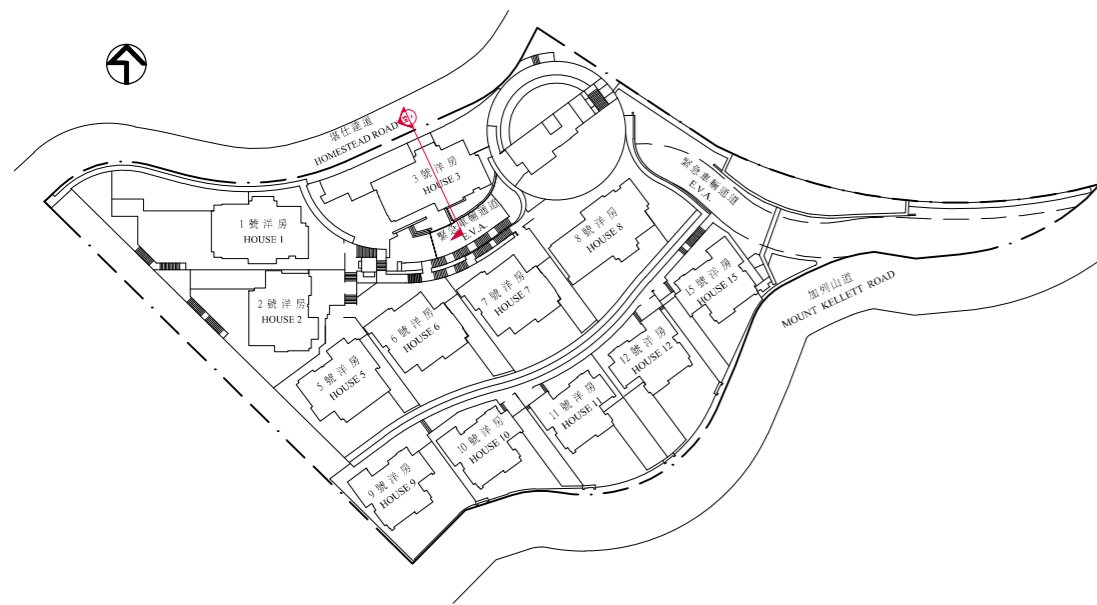 堪仕達道
HOMESTEAD ROAD
3 號洋房
HOUSE 3
緊急車輛通道
E.V.A.
1 號洋房
HOUSE 1
緊急車輛通道
E.V.A.
8 號洋房
HOUSE 8
2 號洋房
HOUSE 2
7 號洋房
HOUSE 7
15 號洋房
HOUSE 15
加列山道
MOUNT KELLETT ROAD
6 號洋房
HOUSE 6
5 號洋房
HOUSE 5
12 號洋房
HOUSE 12
11 號洋房
HOUSE 11
10 號洋房
HOUSE 10
9 號洋房
HOUSE 9